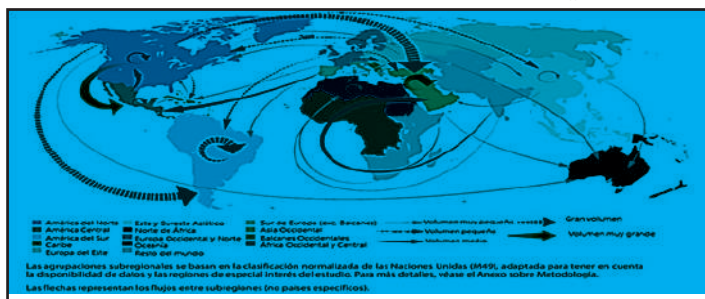 América del Norte
América Central
América del Sur
Caribe
Europa del Este
Este y Sureste Asiático
Norte de África
Europa Occidental y Norte
Oceanía
Resto del mundo
Sur de Europa (exc. Balcanes)
Asia Occidental
Balcanes Occidentales
África Occidental y Central
Volumen muy pequeño
Volumen pequeño
Volumen medio
Gran volumen
Volumen muy grande
Las agrupaciones subregionales se basan en la clasificación normalizada de las Naciones Unidas (M49), adaptada para tener en cuenta
la disponibilidad de datos y las regiones de especial interés del estudio. Para más detalles, véase el Anexo sobre Metodología.
Las flechas representan los flujos entre subregiones (no países específicos).